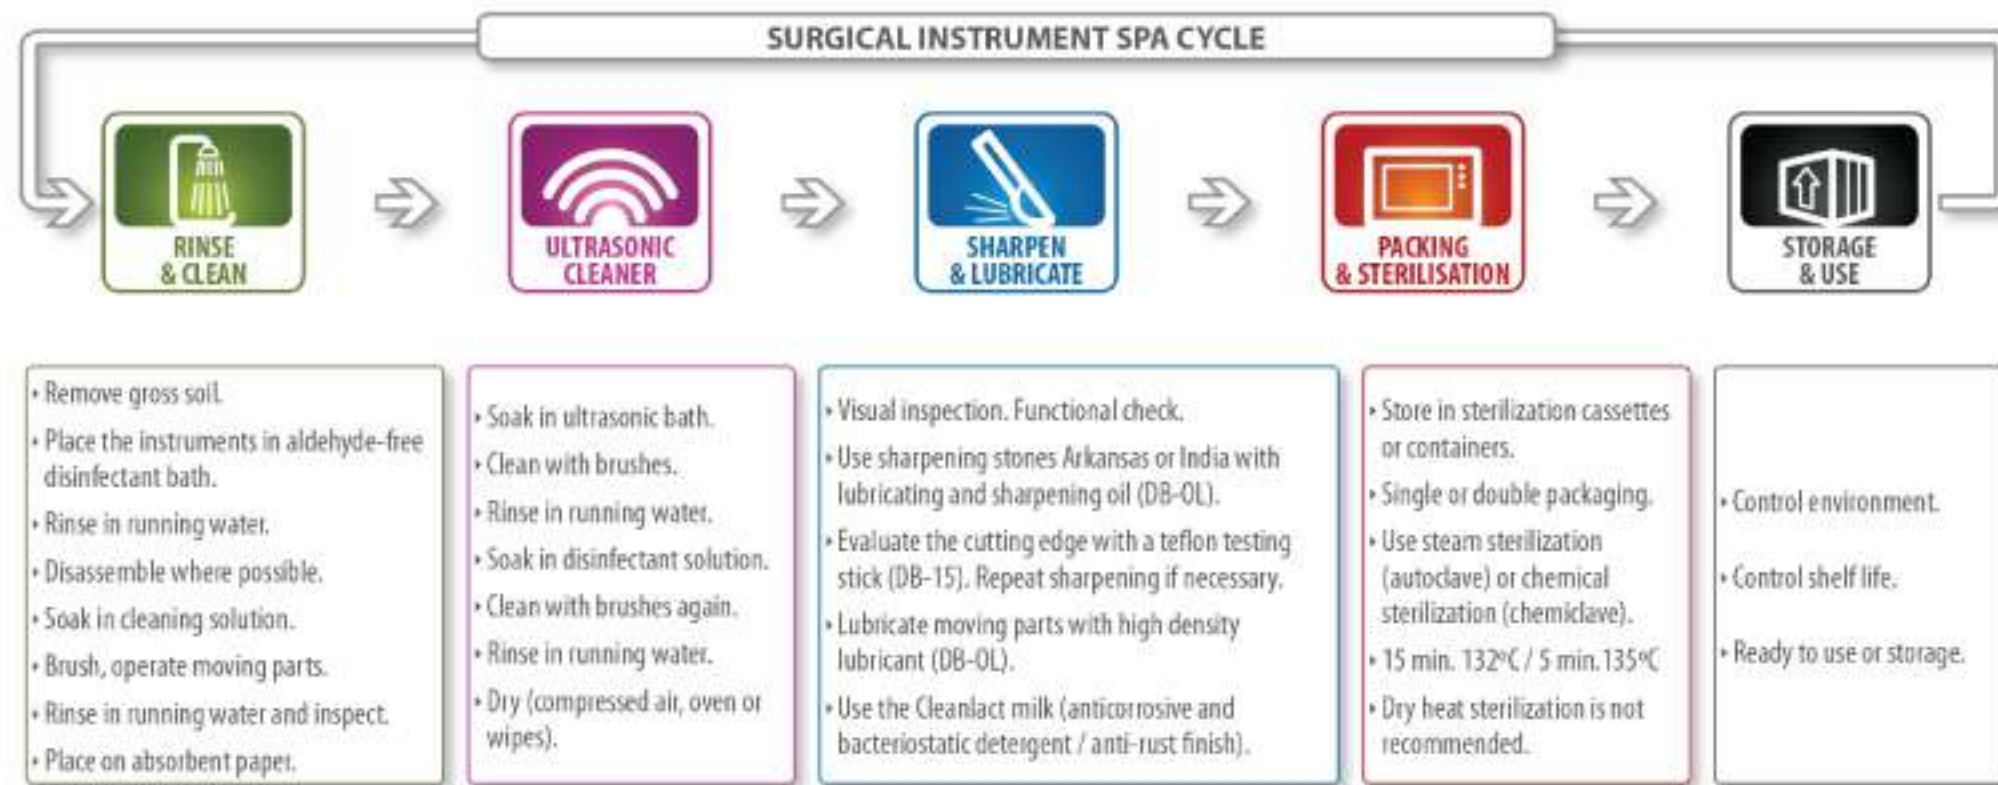 SURGICAL INSTRUMENT SPA CYCLE
RINSE
& CLEAN
ULTRASONIC
CLEANER
SHARPEN
& LUBRICATE
PACKING
& STERILISATION
STORAGE
& USE
‣ Remove gross soil.
‣ Place the instruments in aldehyde-free
disinfectant bath.
‣ Rinse in running water.
‣ Disassemble where possible.
‣ Soak in cleaning solution.
‣ Brush, operate moving parts.
‣ Rinse in running water and inspect.
‣ Place on absorbent paper.
‣ Soak in ultrasonic bath.
‣ Clean with brushes.
‣ Rinse in running water.
‣ Soak in disinfectant solution.
‣ Clean with brushes again.
‣ Rinse in running water.
‣ Dry (compressed air, oven or
wipes).
‣ Visual inspection. Functional check.
‣ Use sharpening stones Arkansas or India with
lubricating and sharpening oil (DB-OL).
‣ Evaluate the cutting edge with a teflon testing
stick (DB-15). Repeat sharpening if necessary.
‣ Lubricate moving parts with high density
lubricant (DB-OL).
‣ Use the Cleanlact milk (anticorrosive and
bacteriostatic detergent / anti-rust finish).
‣ Store in sterilization cassettes
or containers.
‣ Single or double packaging.
‣ Use steam sterilization
(autoclave) or chemical
sterilization (chemiclave).
‣ 15 min. 132ºC / 5 min.135ºC
‣ Dry heat sterilization is not
recommended.
‣ Control environment.
‣ Control shelf life.
‣ Ready to use or storage.